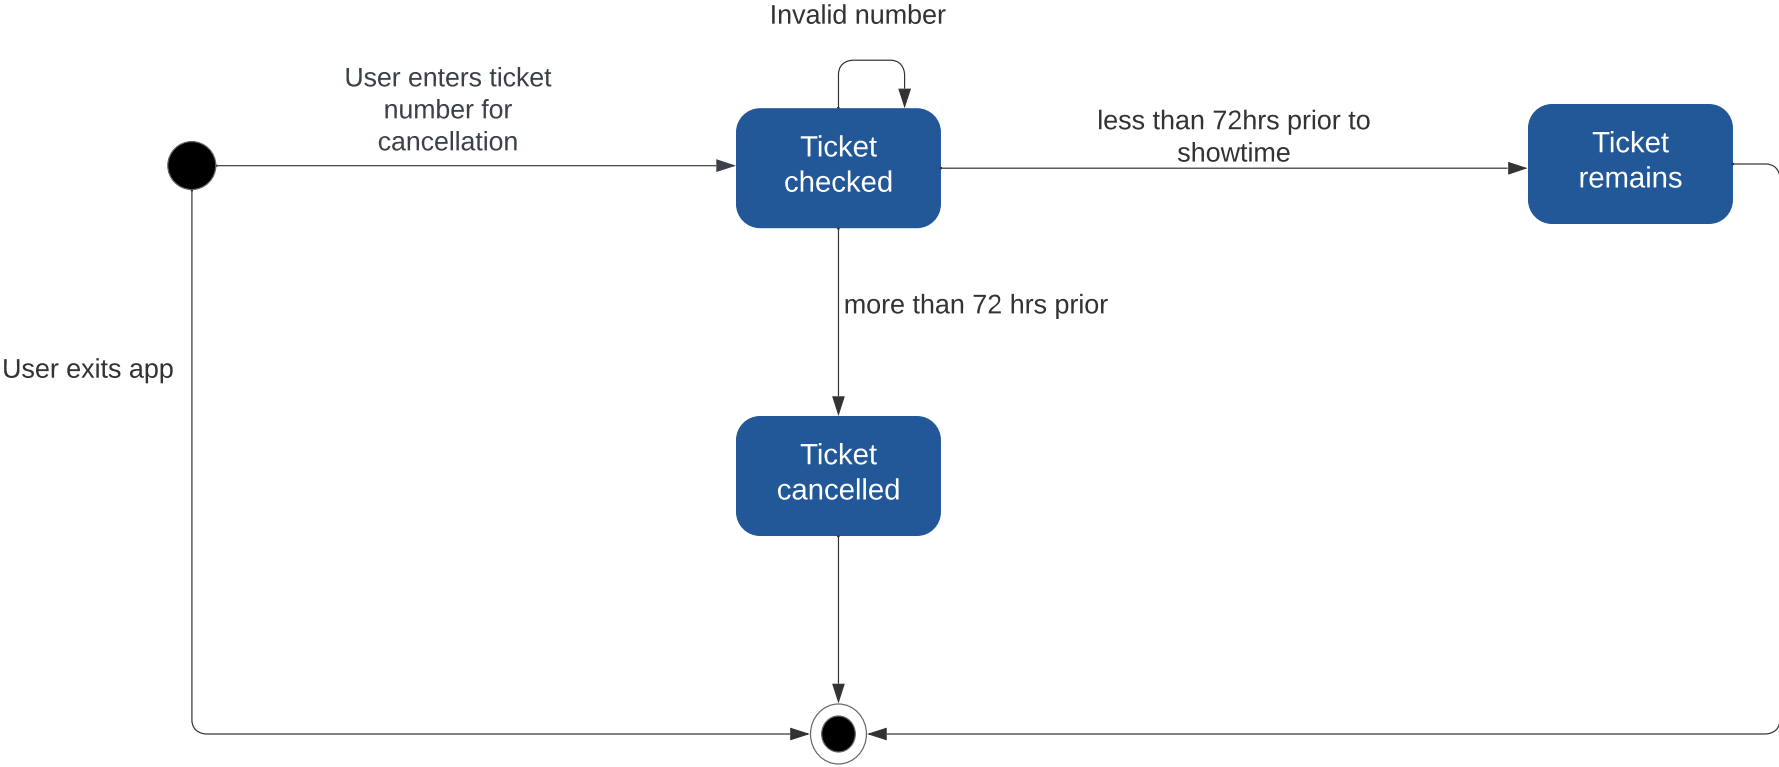 Invalid number
User enters ticket
number for
cancellation
Ticket
checked
less than 72hrs prior to
showtime
Ticket
remains
more than 72 hrs prior
User exits app
Ticket
cancelled